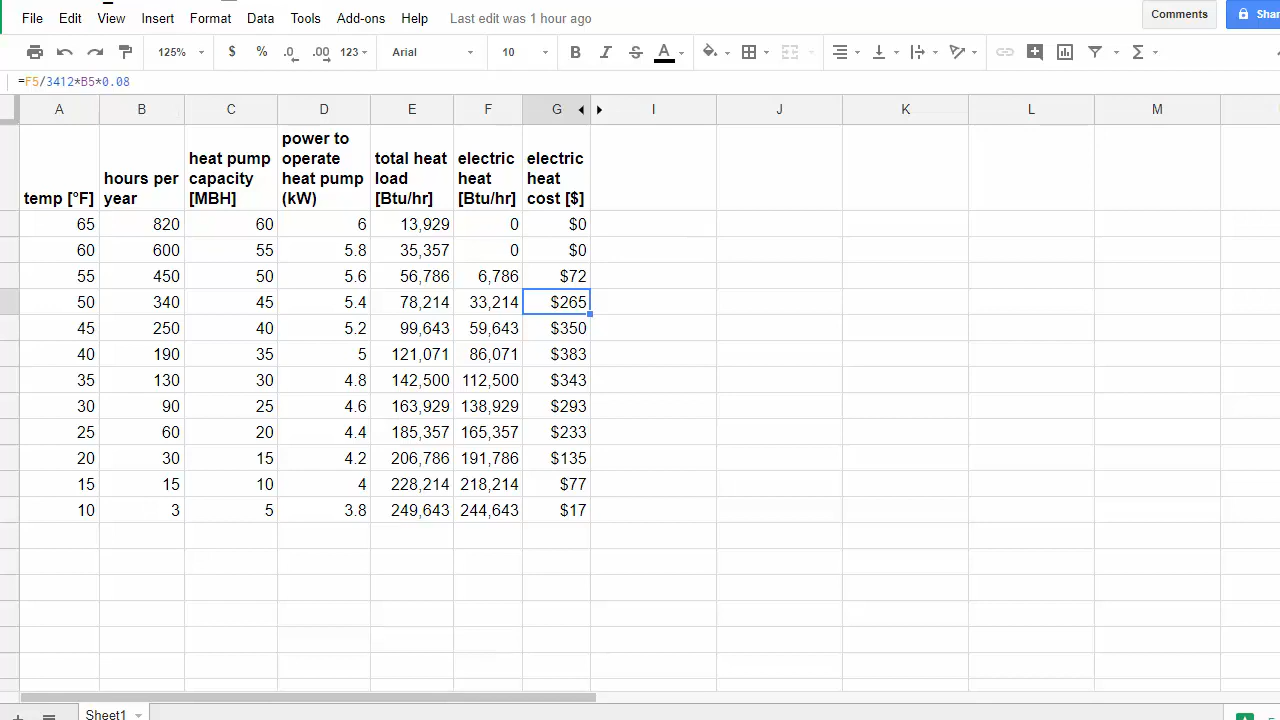 File Edit View Insert Format Data Tools Add-ons Help Last edit was 1 hour ago Comments
125% $ % .0 .00 123 Arial 10 B I S A Σ
=F5/3412*B5*0.08
A B C D E F G I J K L M
power to
heat pump operate total heat electric electric
hours per capacity heat pump load heat heat
temp [°F] year [MBH] (kW) [Btu/hr] [Btu/hr] cost [$]
65 820 60 6 13,929 0 $0
60 600 55 5.8 35,357 0 $0
55 450 50 5.6 56,786 6,786 $72
50 340 45 5.4 78,214 33,214 $265
45 250 40 5.2 99,643 59,643 $350
40 190 35 5 121,071 86,071 $383
35 130 30 4.8 142,500 112,500 $343
30 90 25 4.6 163,929 138,929 $293
25 60 20 4.4 185,357 165,357 $233
20 30 15 4.2 206,786 191,786 $135
15 15 10 4 228,214 218,214 $77
10 3 5 3.8 249,643 244,643 $17
Sheet1